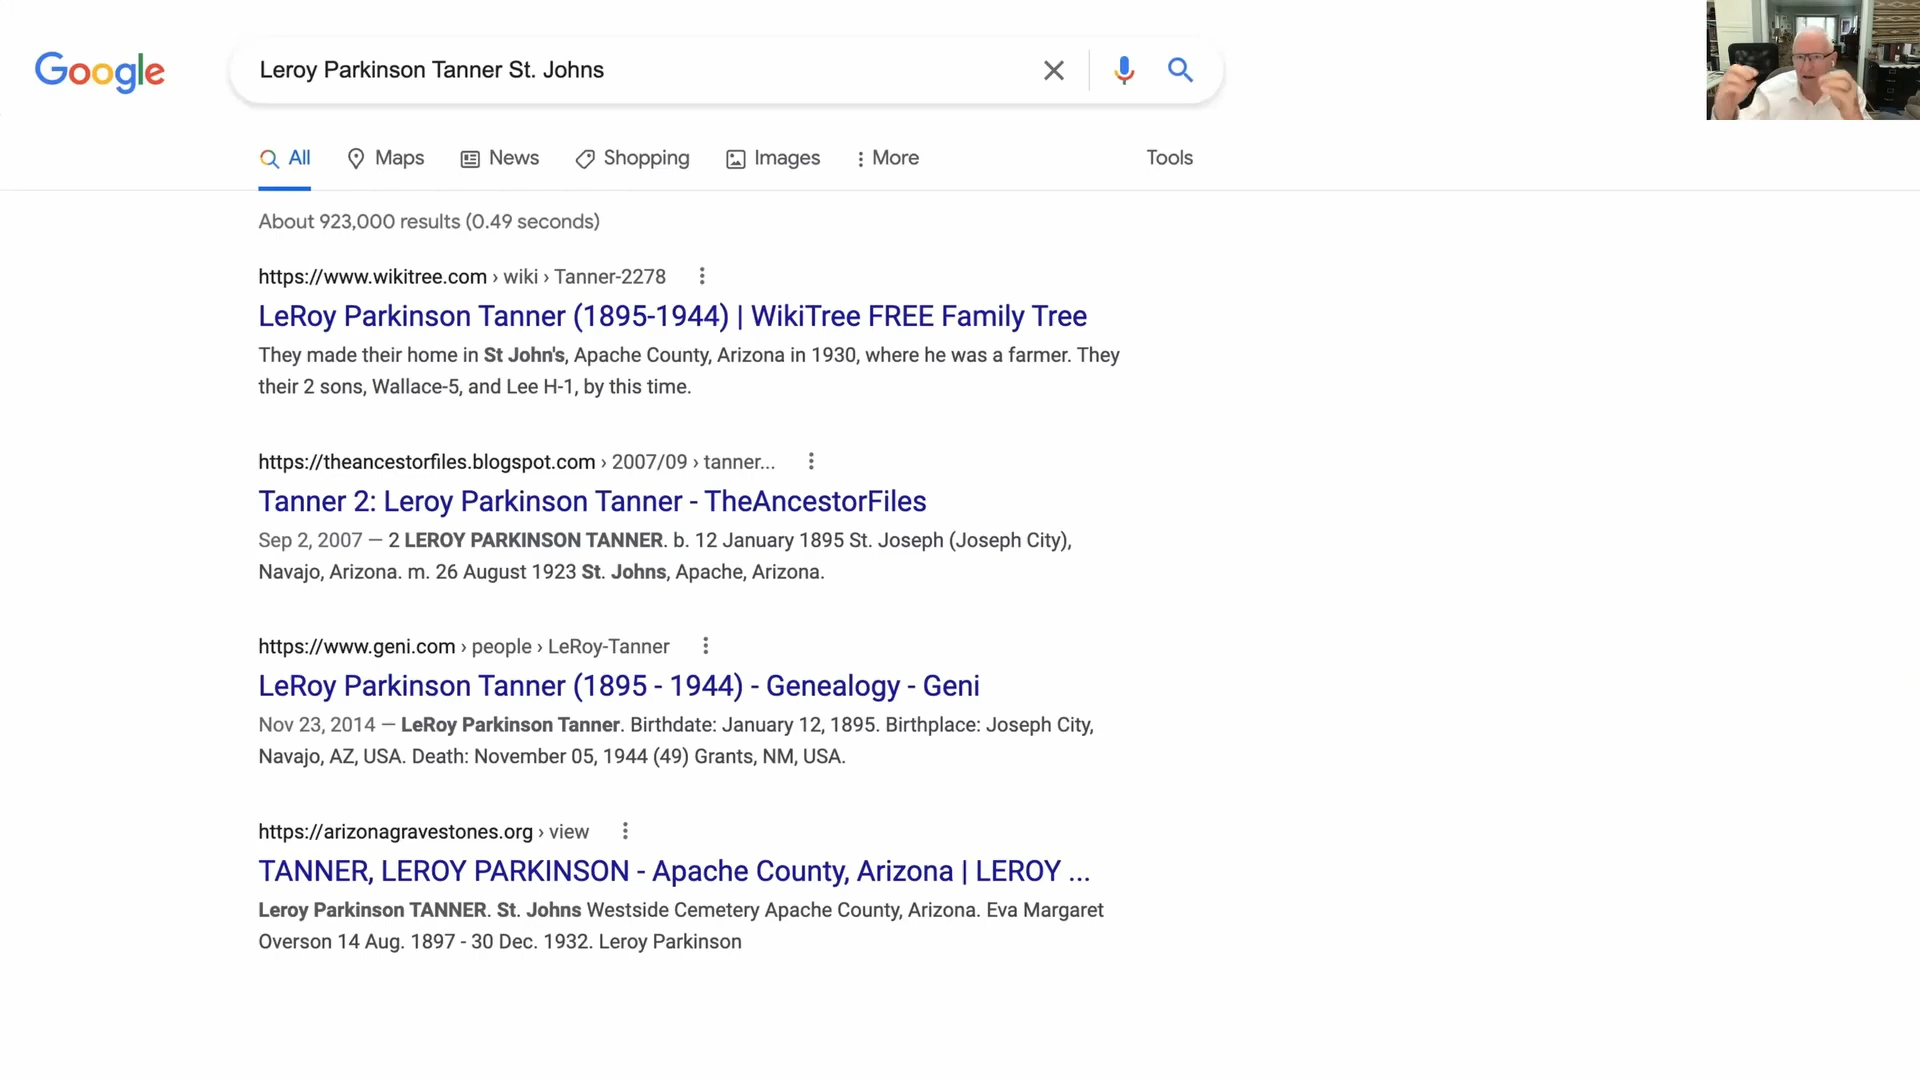 Google
Leroy Parkinson Tanner St. Johns
All Maps News Shopping Images More Tools
About 923,000 results (0.49 seconds)
https://www.wikitree.com › wiki › Tanner-2278
LeRoy Parkinson Tanner (1895-1944) | WikiTree FREE Family Tree
They made their home in St John's, Apache County, Arizona in 1930, where he was a farmer. They
their 2 sons, Wallace-5, and Lee H-1, by this time.
https://theancestorfiles.blogspot.com › 2007/09 › tanner...
Tanner 2: Leroy Parkinson Tanner - TheAncestorFiles
Sep 2, 2007 — 2 LEROY PARKINSON TANNER. b. 12 January 1895 St. Joseph (Joseph City),
Navajo, Arizona. m. 26 August 1923 St. Johns, Apache, Arizona.
https://www.geni.com › people › LeRoy-Tanner
LeRoy Parkinson Tanner (1895 - 1944) - Genealogy - Geni
Nov 23, 2014 — LeRoy Parkinson Tanner. Birthdate: January 12, 1895. Birthplace: Joseph City,
Navajo, AZ, USA. Death: November 05, 1944 (49) Grants, NM, USA.
https://arizonagravestones.org › view
TANNER, LEROY PARKINSON - Apache County, Arizona | LEROY ...
Leroy Parkinson TANNER. St. Johns Westside Cemetery Apache County, Arizona. Eva Margaret
Overson 14 Aug. 1897 - 30 Dec. 1932. Leroy Parkinson